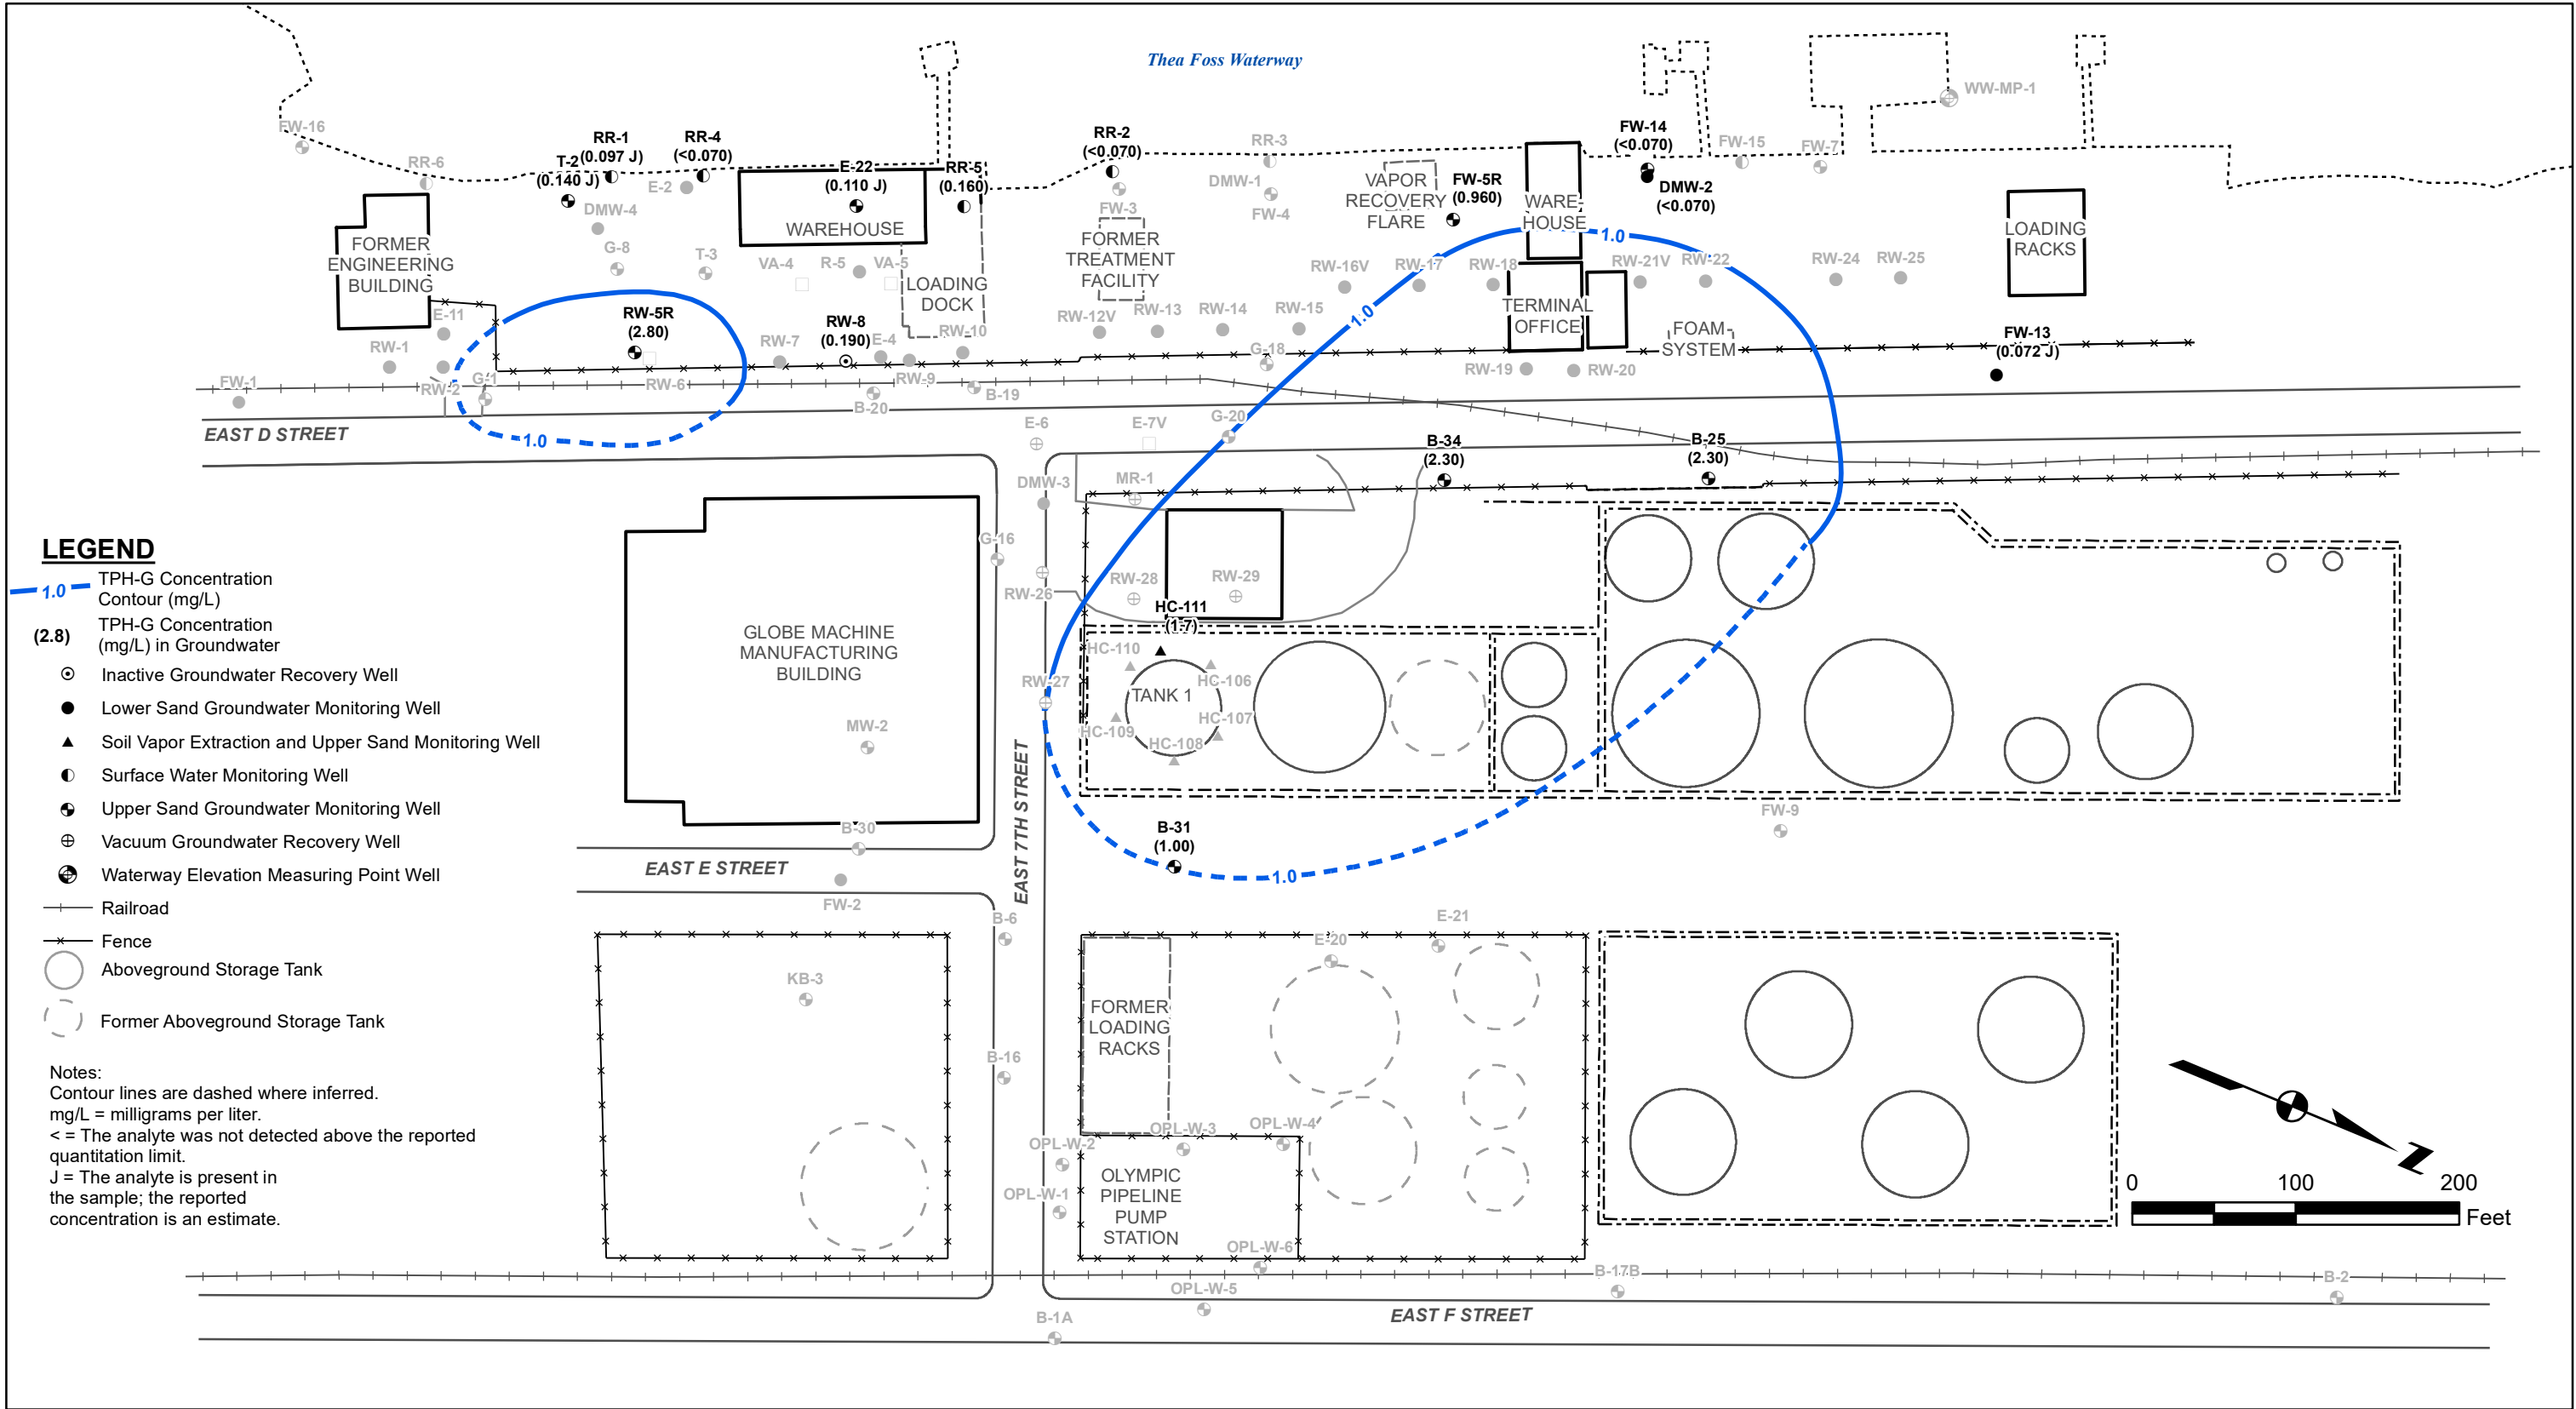 Thea Foss Waterway
WW-MP-1
FW-16
RR-6
RR-1
(0.097 J)
T-2
(0.140 J)
RR-4
(<0.070)
E-2
DMW-4
G-8
T-3
E-22
(0.110 J)
WAREHOUSE
RR-5
(0.160)
RR-2
(<0.070)
FW-3
RR-3
DMW-1
FW-4
VAPOR
RECOVERY
FLARE
FW-5R
(0.960)
WARE-
HOUSE
FW-14
(<0.070)
DMW-2
(<0.070)
FW-15
FW-7
LOADING
RACKS
FORMER
ENGINEERING
BUILDING
FORMER
TREATMENT
FACILITY
VA-4
R-5
VA-5
LOADING
DOCK
RW-16V
RW-17
RW-18
RW-21V
RW-22
RW-24
RW-25
1.0
1.0
E-11
RW-1
RW-2
G-1
FW-1
RW-5R
(2.80)
RW-6
RW-7
RW-8
(0.190)
E-4
RW-9
RW-10
B-20
B-19
RW-12V
RW-13
RW-14
RW-15
G-18
TERMINAL
OFFICE
FOAM
SYSTEM
RW-19
RW-20
FW-13
(0.072 J)
EAST D STREET
1.0
E-6
E-7V
G-20
B-34
(2.30)
B-25
(2.30)
DMW-3
MR-1
G-16
RW-26
RW-28
RW-29
HC-111
(1.7)
HC-110
HC-106
TANK 1
HC-107
HC-109
HC-108
RW-27
GLOBE MACHINE
MANUFACTURING
BUILDING
MW-2
B-30
EAST E STREET
FW-2
EAST 7TH STREET
B-31
(1.00)
1.0
FW-9
B-6
E-21
E-20
KB-3
B-16
FORMER
LOADING
RACKS
OPL-W-2
OPL-W-3
OPL-W-4
OPL-W-1
OLYMPIC
PIPELINE
PUMP
STATION
OPL-W-6
OPL-W-5
B-1A
B-17B
B-2
EAST F STREET
LEGEND
1.0
TPH-G Concentration
Contour (mg/L)
(2.8)
TPH-G Concentration
(mg/L) in Groundwater
Inactive Groundwater Recovery Well
Lower Sand Groundwater Monitoring Well
Soil Vapor Extraction and Upper Sand Monitoring Well
Surface Water Monitoring Well
Upper Sand Groundwater Monitoring Well
Vacuum Groundwater Recovery Well
Waterway Elevation Measuring Point Well
Railroad
Fence
Aboveground Storage Tank
Former Aboveground Storage Tank
Notes:
Contour lines are dashed where inferred.
mg/L = milligrams per liter.
< = The analyte was not detected above the reported
quantitation limit.
J = The analyte is present in
the sample; the reported
concentration is an estimate.
Z
0 100 200
Feet